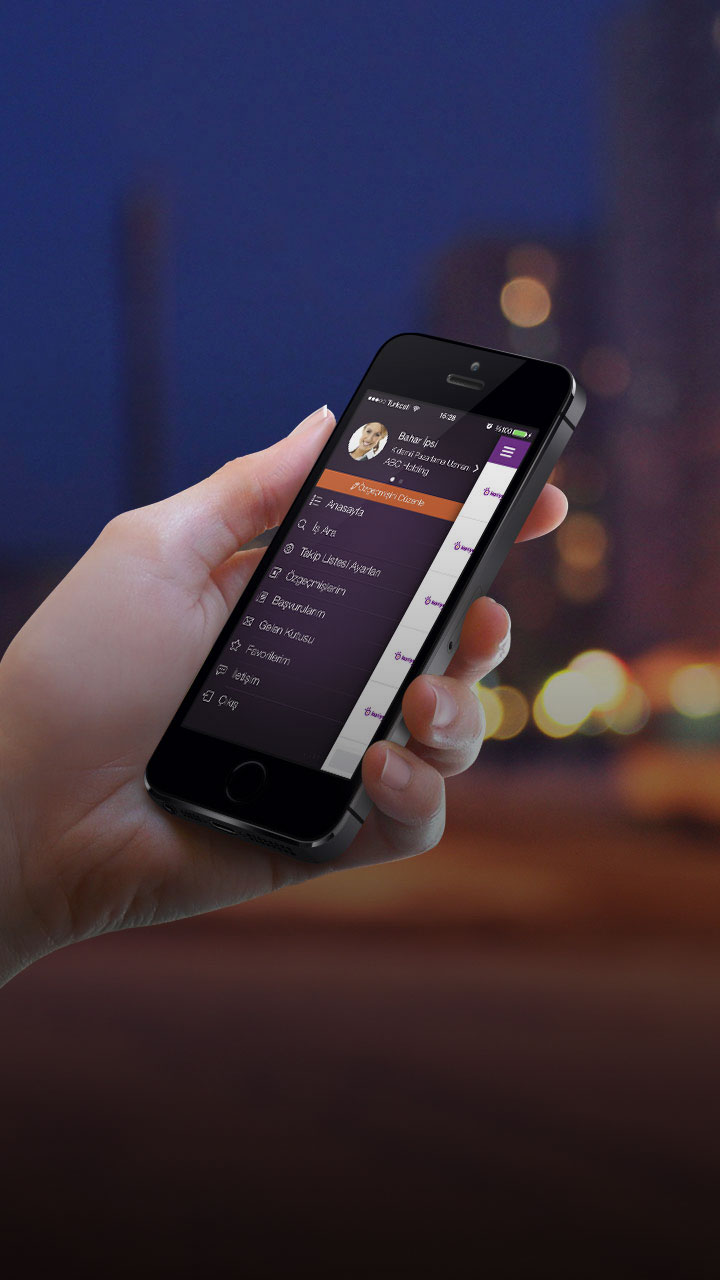 Turkcell 16:28 %100
Bahar İpsi
Kıdemli Pazarlama Uzmanı
ABC Holding
Özgeçmişini Düzenle
Anasayfa
İş Ara
Takip Listesi Ayarları
Özgeçmişlerim
Başvurularım
Gelen Kutusu
Favorilerim
İletişim
Çıkış